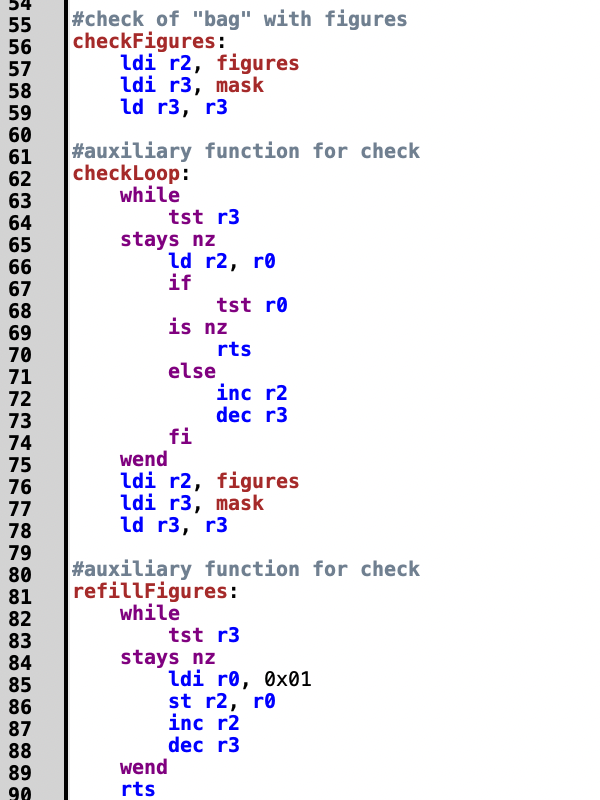 54
55 #check of "bag" with figures
56 checkFigures:
57 ldi r2, figures
58 ldi r3, mask
59 ld r3, r3
60
61 #auxiliary function for check
62 checkLoop:
63 while
64 tst r3
65 stays nz
66 ld r2, r0
67 if
68 tst r0
69 is nz
70 rts
71 else
72 inc r2
73 dec r3
74 fi
75 wend
76 ldi r2, figures
77 ldi r3, mask
78 ld r3, r3
79
80 #auxiliary function for check
81 refillFigures:
82 while
83 tst r3
84 stays nz
85 ldi r0, 0x01
86 st r2, r0
87 inc r2
88 dec r3
89 wend
90 rts